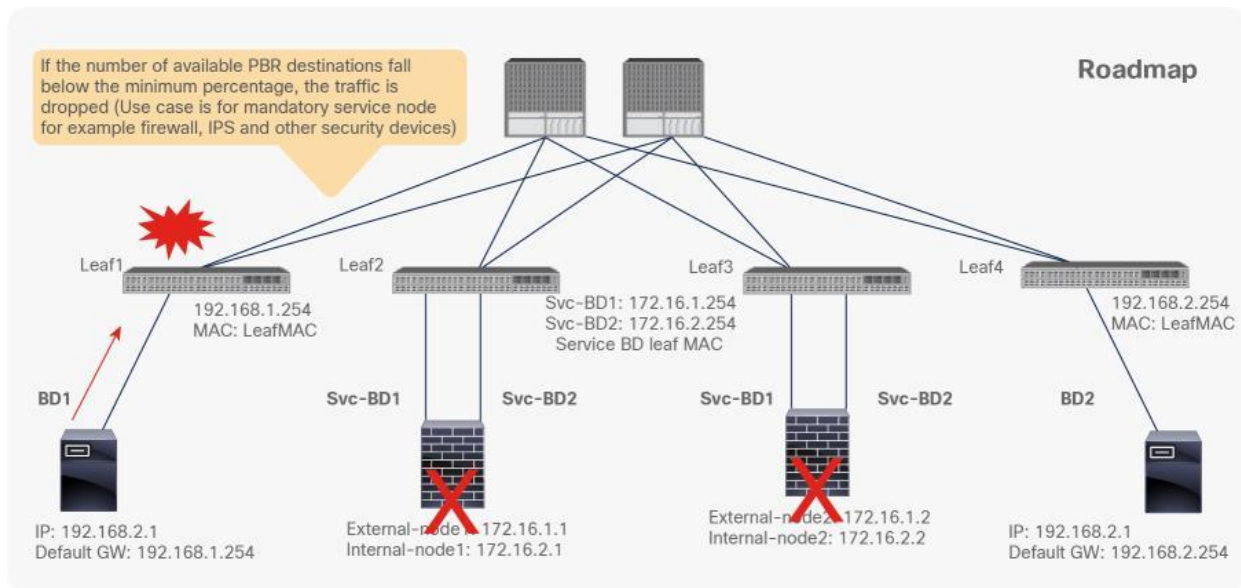 If the number of available PBR destinations fall
below the minimum percentage, the traffic is
dropped (Use case is for mandatory service node
for example firewall, IPS and other security devices)
Roadmap
Leaf1
Leaf2
Leaf3
Leaf4
192.168.1.254
MAC: LeafMAC
Svc-BD1: 172.16.1.254
Svc-BD2: 172.16.2.254
Service BD leaf MAC
192.168.2.254
MAC: LeafMAC
BD1
Svc-BD1
Svc-BD2
Svc-BD1
Svc-BD2
BD2
IP: 192.168.2.1
Default GW: 192.168.1.254
External-node1: 172.16.1.1
Internal-node1: 172.16.2.1
External-node2: 172.16.1.2
Internal-node2: 172.16.2.2
IP: 192.168.2.1
Default GW: 192.168.2.254